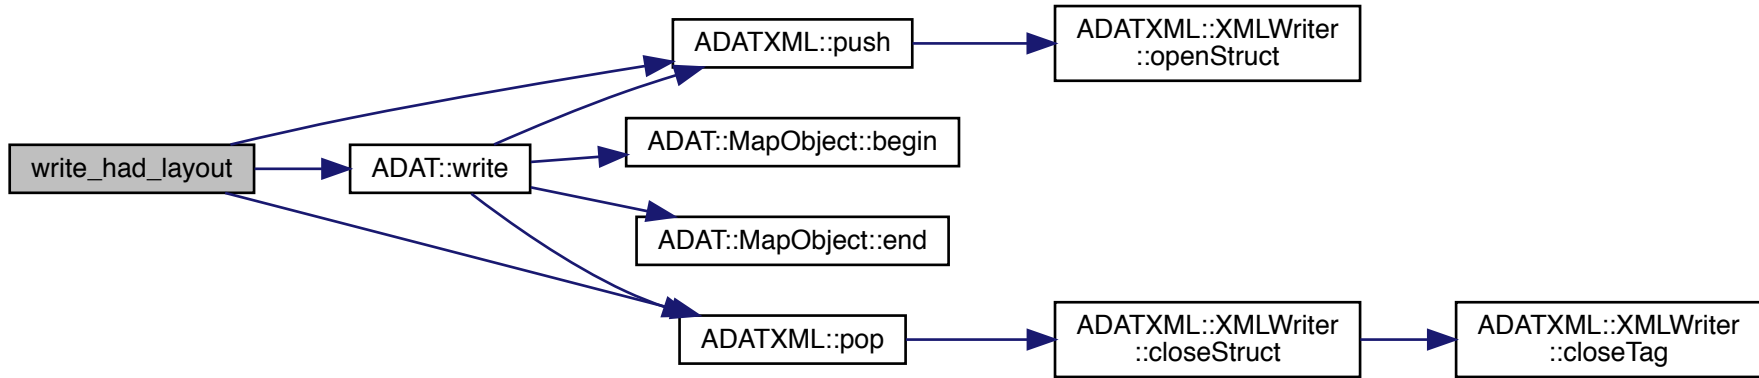 write_had_layout
ADAT::write
ADATXML::push
ADAT::MapObject::begin
ADAT::MapObject::end
ADATXML::pop
ADATXML::XMLWriter
::openStruct
ADATXML::XMLWriter
::closeStruct
ADATXML::XMLWriter
::closeTag